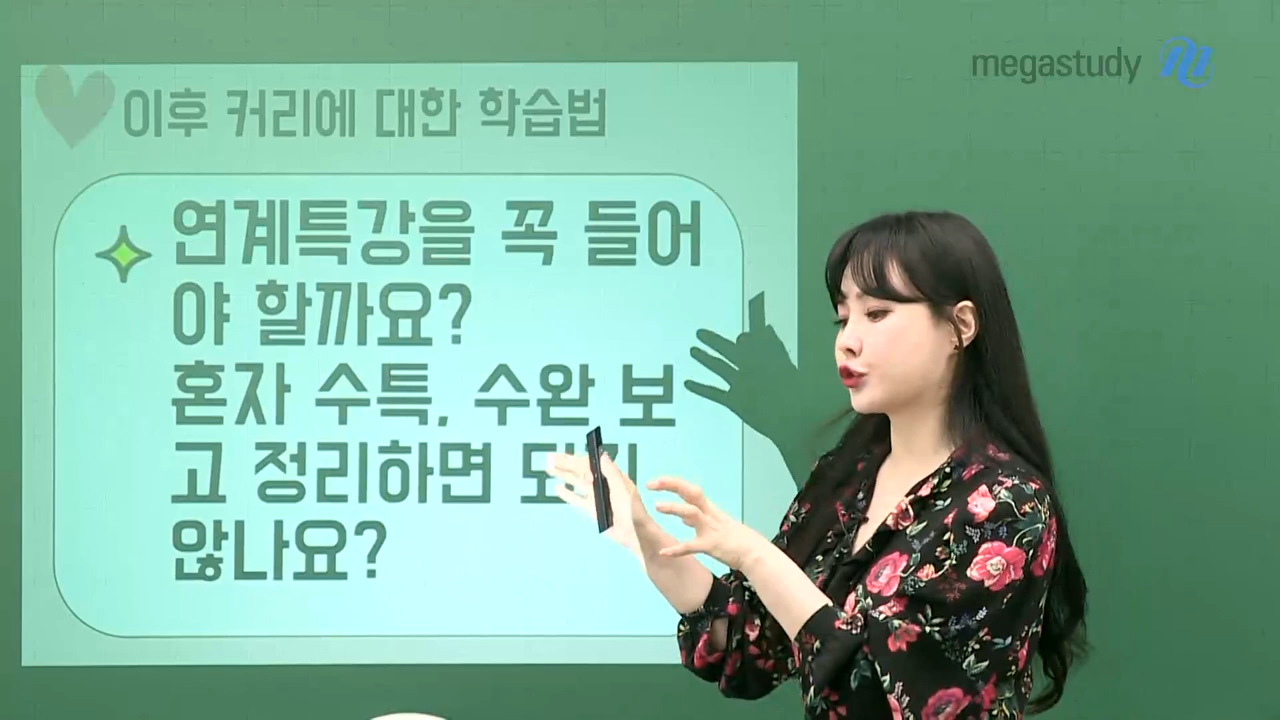 megastudy
이후 커리에 대한 학습법
연계특강을 꼭 들어
야 할까요?
혼자 수특, 수완 보
고 정리하면
않나요?